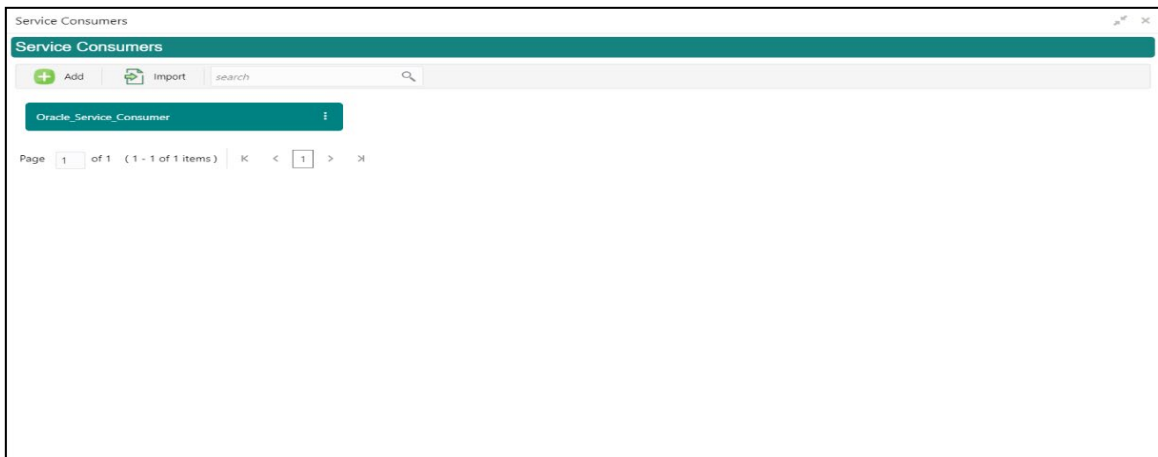 Service Consumers
Service Consumers
Add Import search
Oracle_Service_Consumer
Page 1 of 1 ( 1 - 1 of 1 items ) K < 1 > >|